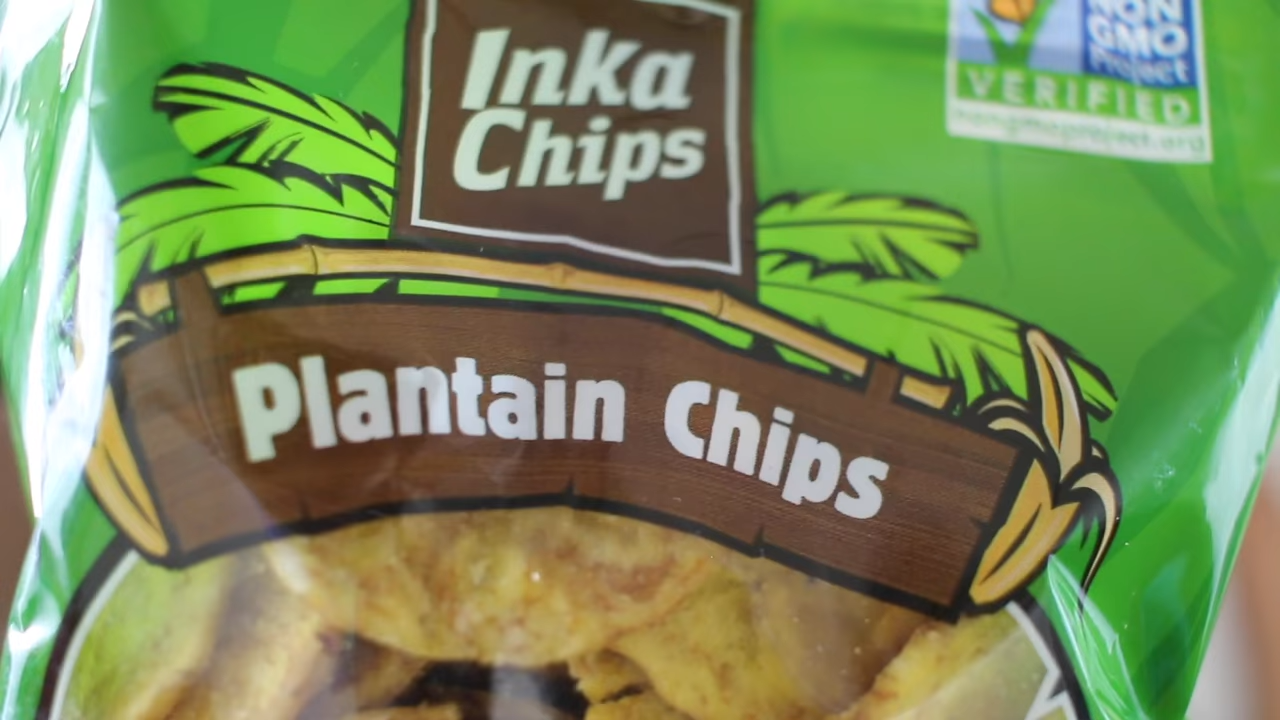 Inka
Chips
NON
GMO
Project
VERIFIED
nongmoproject.org
Plantain Chips